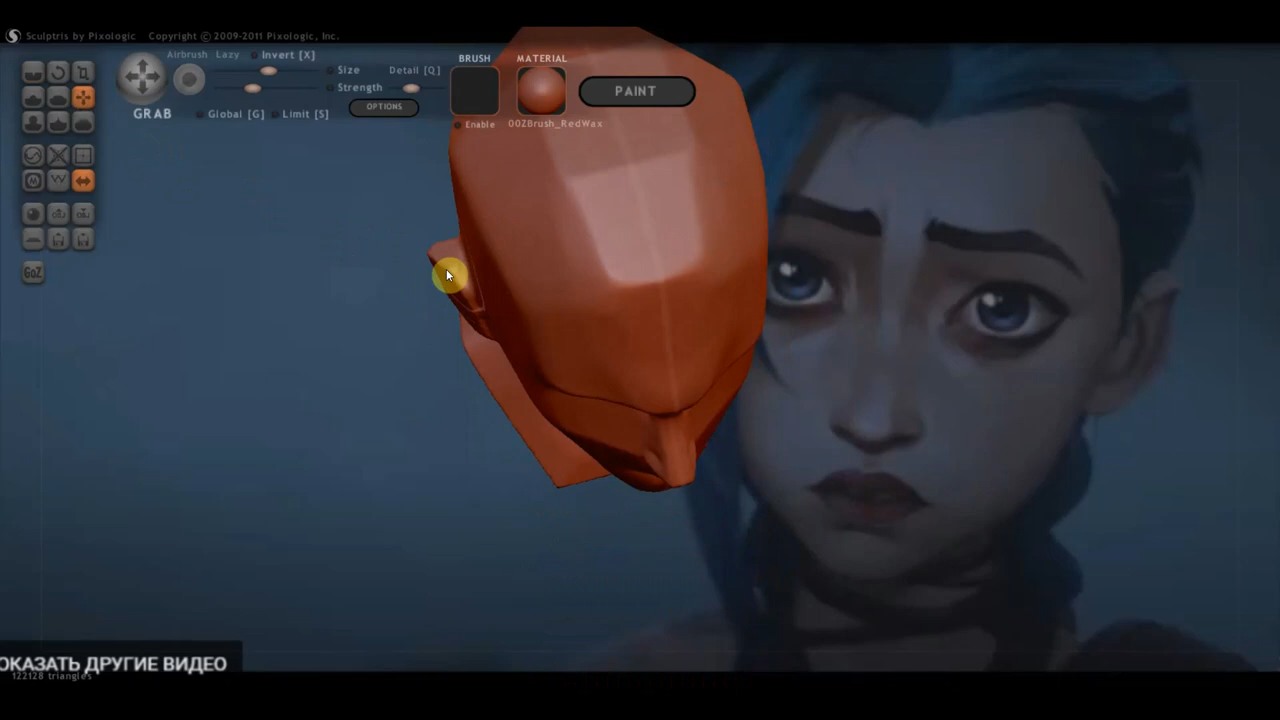 Sculptris by Pixologic Copyright © 2009-2011 Pixologic, Inc.
Airbrush Lazy Invert [X]
BRUSH MATERIAL
Size Detail [Q]
Strength
OPTIONS
PAINT
GRAB Global [G] Limit [S]
Enable 00ZBrush_RedWax
GoZ
ОКАЗАТЬ ДРУГИЕ ВИДЕО
122128 triangles